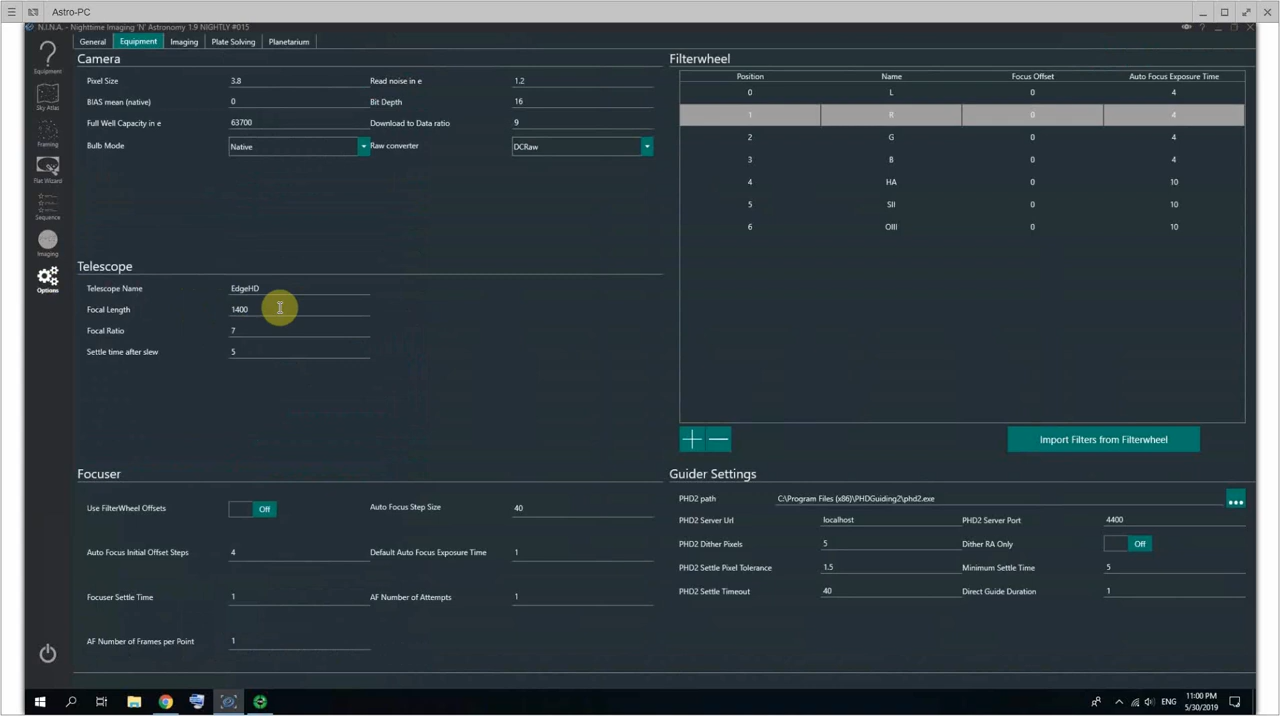 Astro-PC
N.I.N.A. - Nighttime Imaging 'N' Astronomy 1.9 NIGHTLY #015
General Equipment Imaging Plate Solving Planetarium
Equipment
Sky Atlas
Framing
Flat Wizard
Sequence
Imaging
Options
Camera
Pixel Size 3.8 Read noise in e 1.2
BIAS mean (native) 0 Bit Depth 16
Full Well Capacity in e 63700 Download to Data ratio 9
Bulb Mode Native Raw converter DCRaw
Telescope
Telescope Name EdgeHD
Focal Length 1400
Focal Ratio 7
Settle time after slew 5
Focuser
Use FilterWheel Offsets Off Auto Focus Step Size 40
Auto Focus Initial Offset Steps 4 Default Auto Focus Exposure Time 1
Focuser Settle Time 1 AF Number of Attempts 1
AF Number of Frames per Point 1
Filterwheel
Position Name Focus Offset Auto Focus Exposure Time
0 L 0 4
1 R 0 4
2 G 0 4
3 B 0 4
4 HA 0 10
5 SII 0 10
6 OIII 0 10
Import Filters from Filterwheel
Guider Settings
PHD2 path C:\Program Files (x86)\PHDGuiding2\phd2.exe ...
PHD2 Server Url localhost PHD2 Server Port 4400
PHD2 Dither Pixels 5 Dither RA Only Off
PHD2 Settle Pixel Tolerance 1.5 Minimum Settle Time 5
PHD2 Settle Timeout 40 Direct Guide Duration 1
ENG
11:00 PM
5/30/2019